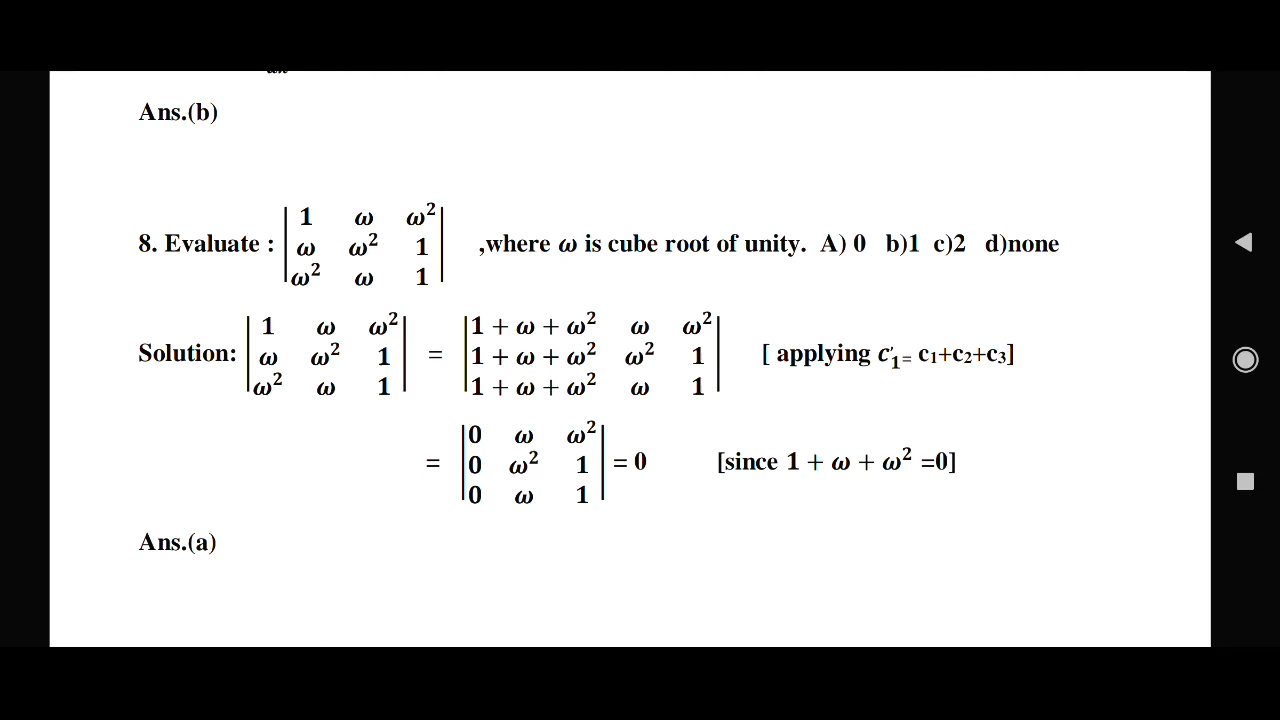 Ans.(b)
8. Evaluate : | 1 ω ω² | ,where ω is cube root of unity. A) 0 b)1 c)2 d)none
| ω ω² 1 |
| ω² ω 1 |
Solution: | 1 ω ω² | = | 1 + ω + ω² ω ω² | [ applying c′₁= c₁+c₂+c₃]
| ω ω² 1 | | 1 + ω + ω² ω² 1 |
| ω² ω 1 | | 1 + ω + ω² ω 1 |
= | 0 ω ω² | = 0 [since 1 + ω + ω² =0]
| 0 ω² 1 |
| 0 ω 1 |
Ans.(a)